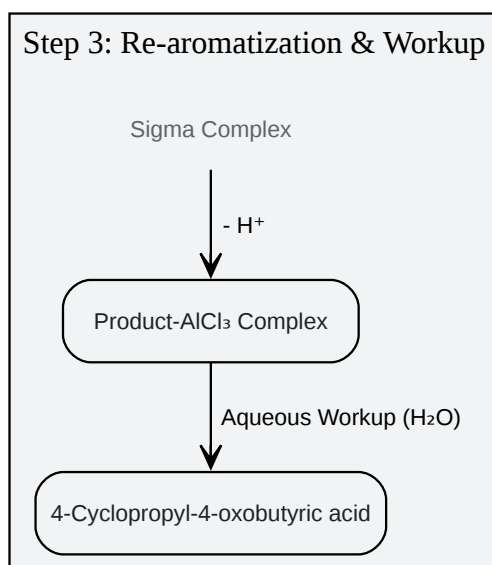 Step 3: Re-aromatization & Workup
Sigma Complex
- H⁺
Product-AlCl₃ Complex
Aqueous Workup (H₂O)
4-Cyclopropyl-4-oxobutyric acid